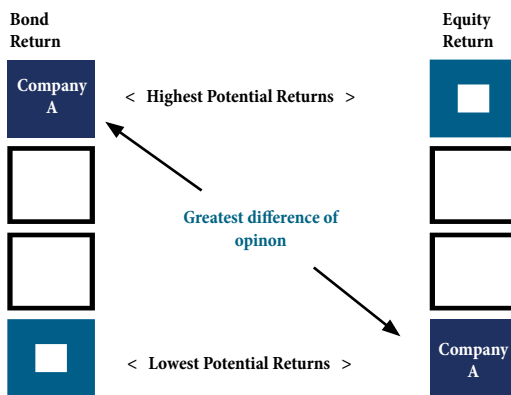 Bond
Return
Equity
Return
Company
A
< Highest Potential Returns >
Greatest difference of
opinon
< Lowest Potential Returns >
Company
A